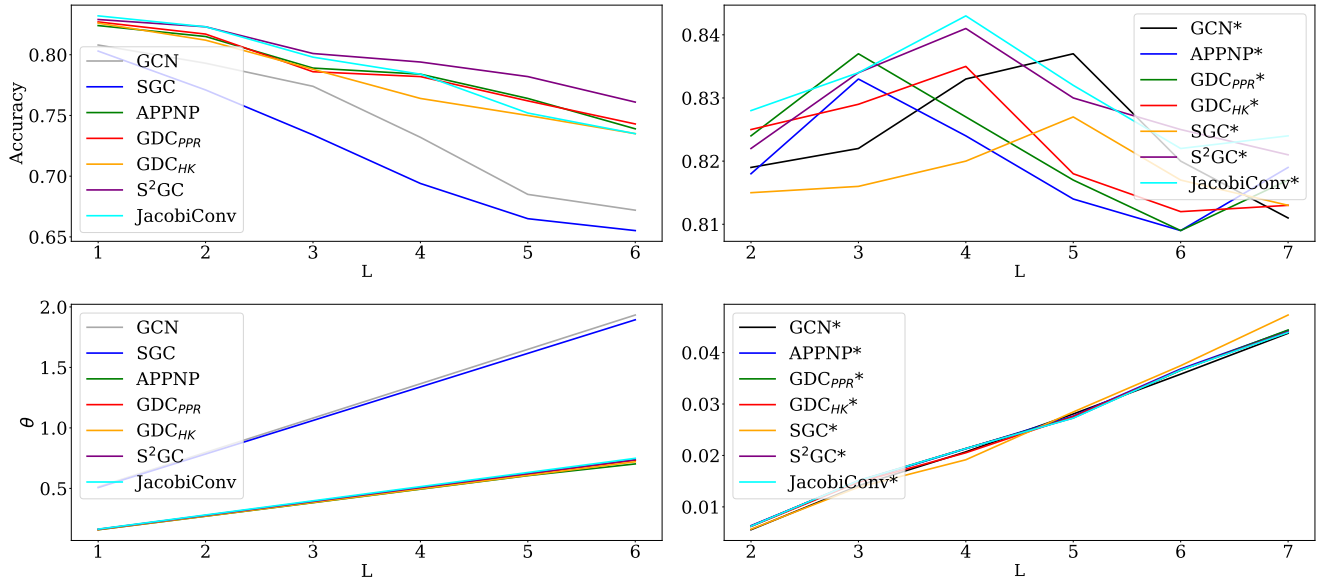 Accuracy
0.80
0.75
0.70
0.65
GCN
SGC
APPNP
GDC_PPR
GDC_HK
S²GC
JacobiConv
1 2 3 4 5 6
L
0.84
0.83
0.82
0.81
GCN*
APPNP*
GDC_PPR*
GDC_HK*
SGC*
S²GC*
JacobiConv*
2 3 4 5 6 7
L
θ
2.0
1.5
1.0
0.5
GCN
SGC
APPNP
GDC_PPR
GDC_HK
S²GC
JacobiConv
1 2 3 4 5 6
L
0.04
0.03
0.02
0.01
GCN*
APPNP*
GDC_PPR*
GDC_HK*
SGC*
S²GC*
JacobiConv*
2 3 4 5 6 7
L